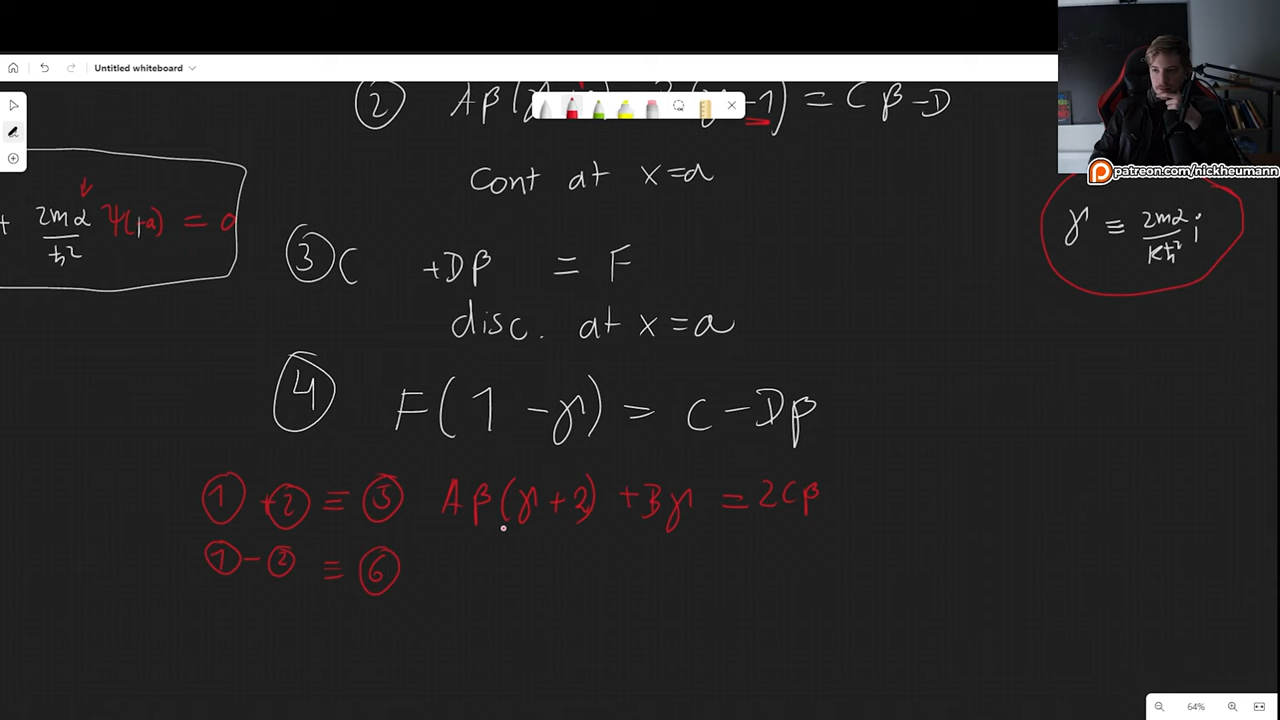 Untitled whiteboard
② Aβ(γ −1) = Cβ −D
patreon.com/nickheumann
cont at x=a
+ 2mα/ħ² Ψ(+a) = 0
γ ≡ 2mα/kħ² i
③ C +Dβ = F
disc. at x=a
④ F(1 −γ) = C −Dβ
① +② ≡ ⑤ Aβ(γ+2) +Bγ = 2Cβ
① − ② ≡ ⑥
64%